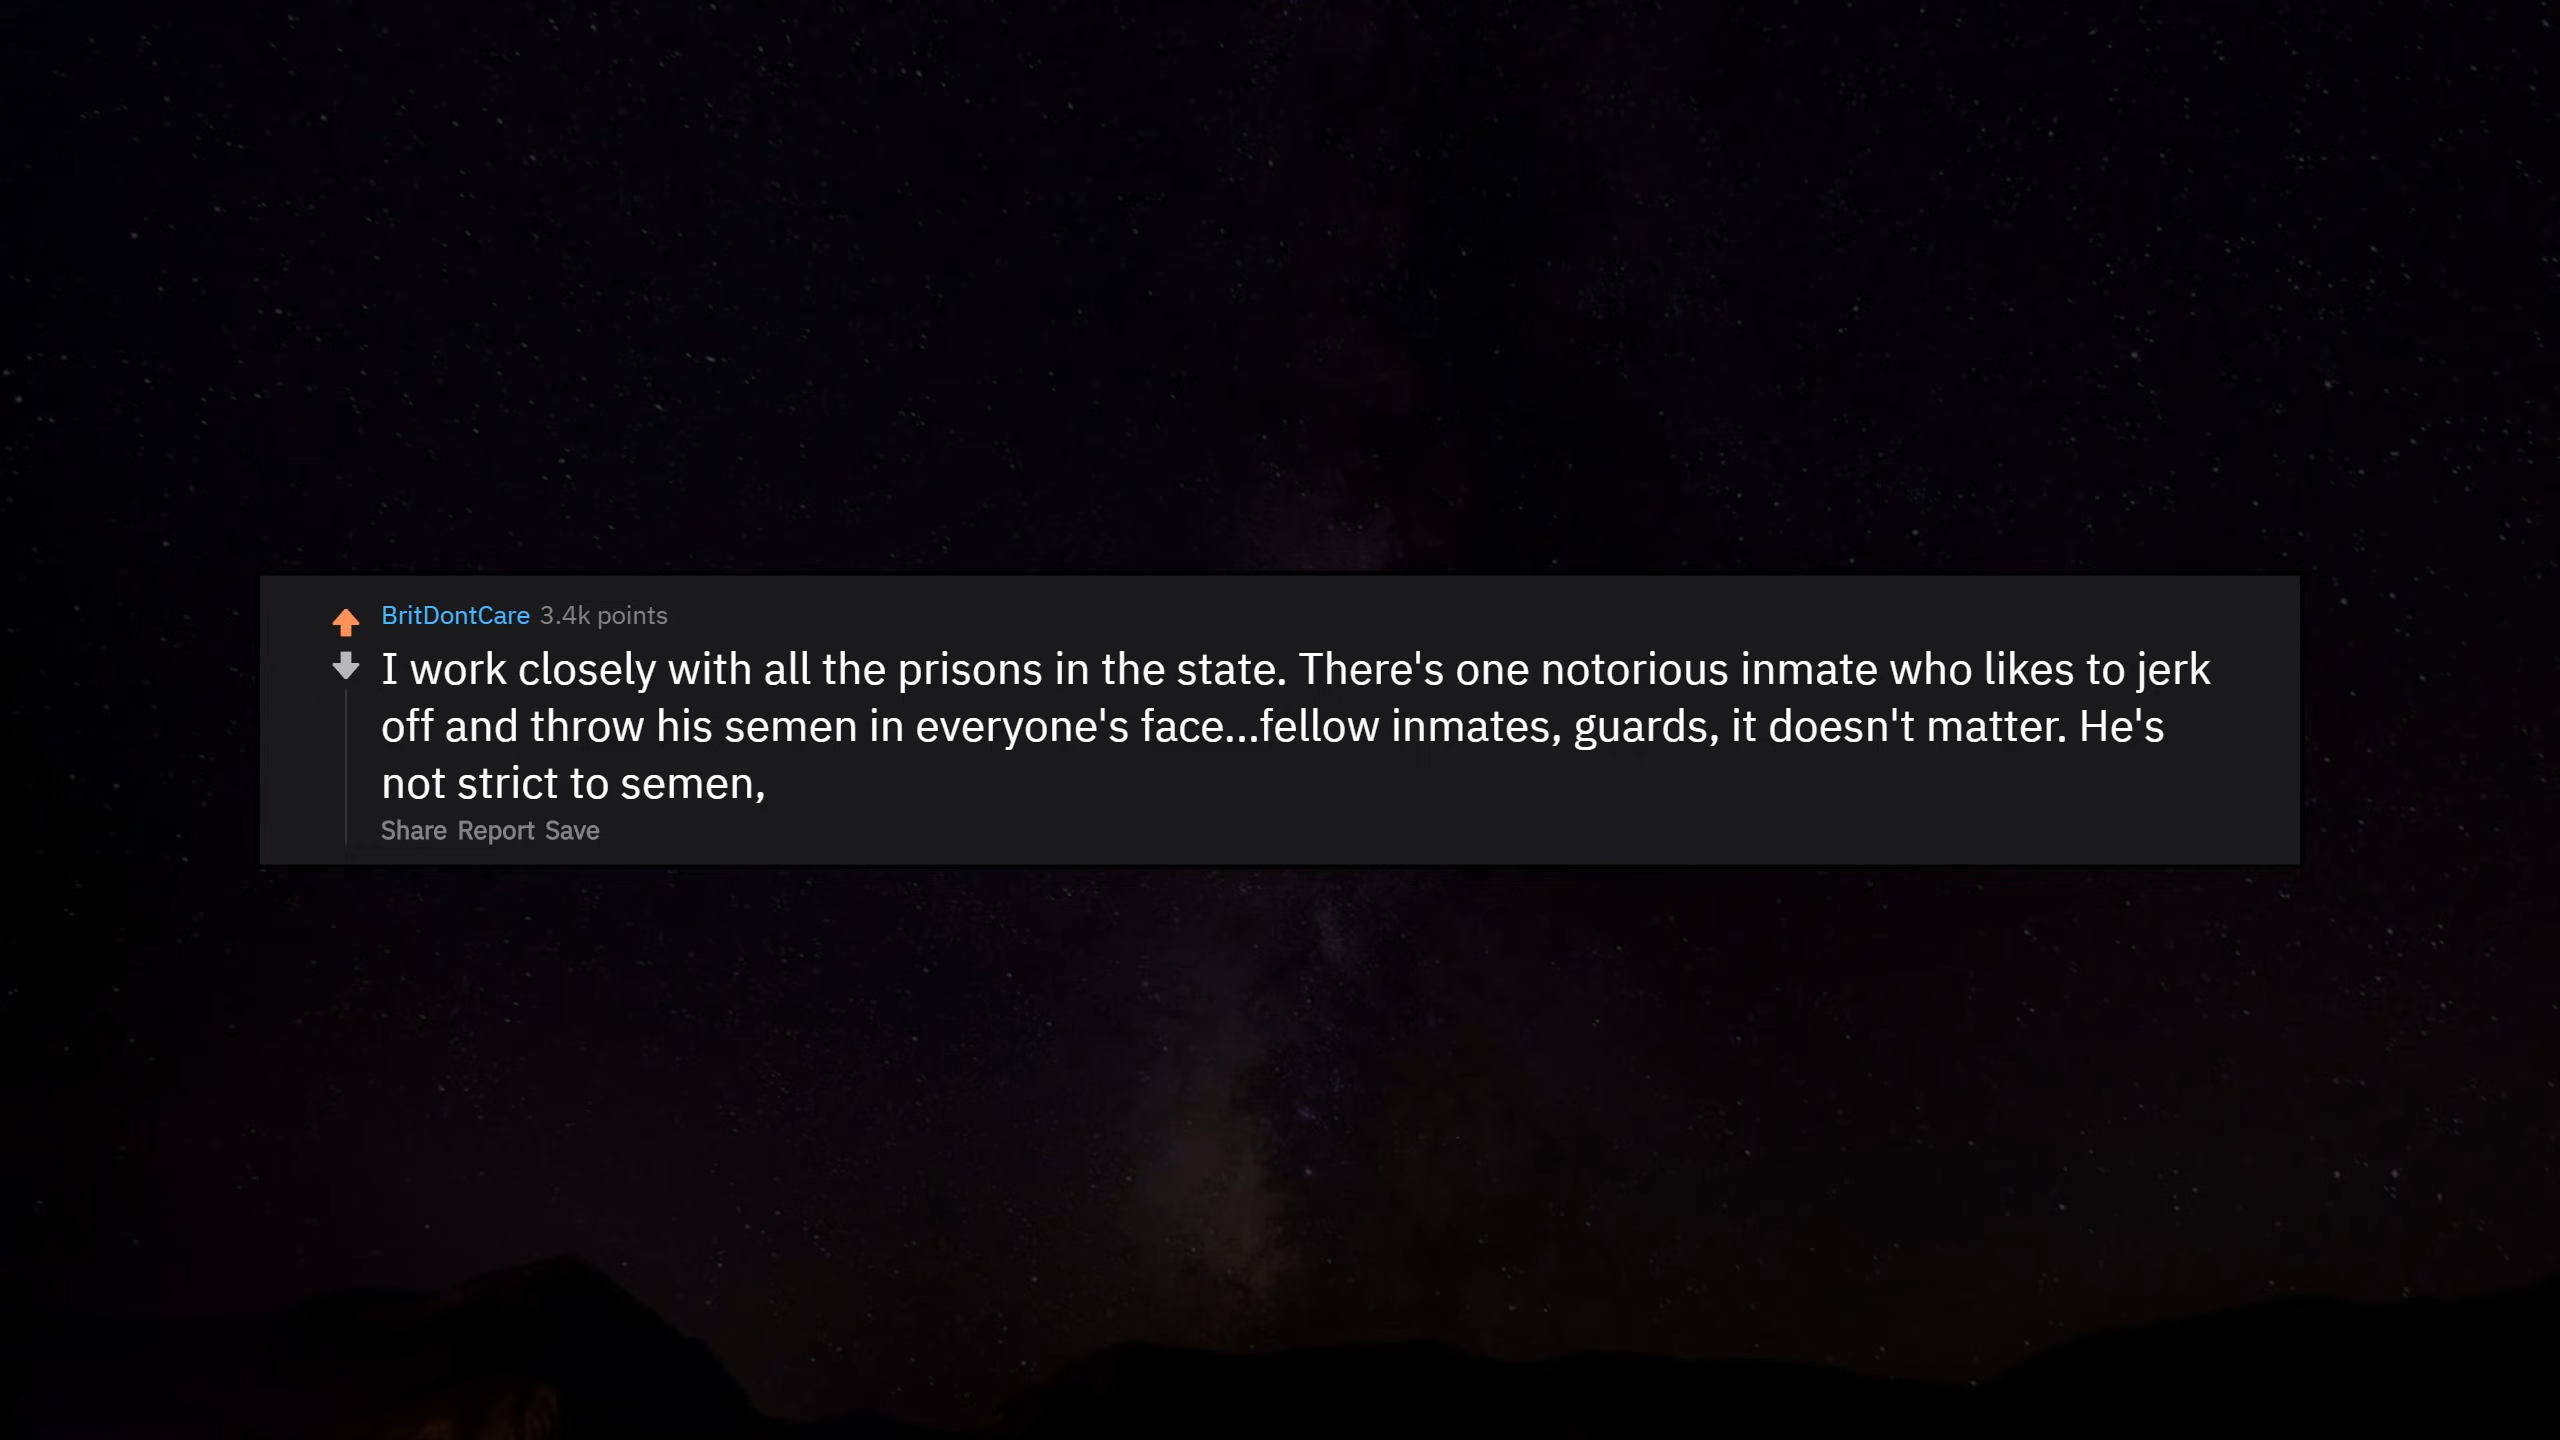 BritDontCare 3.4k points
I work closely with all the prisons in the state. There's one notorious inmate who likes to jerk
off and throw his semen in everyone's face...fellow inmates, guards, it doesn't matter. He's
not strict to semen,
Share Report Save